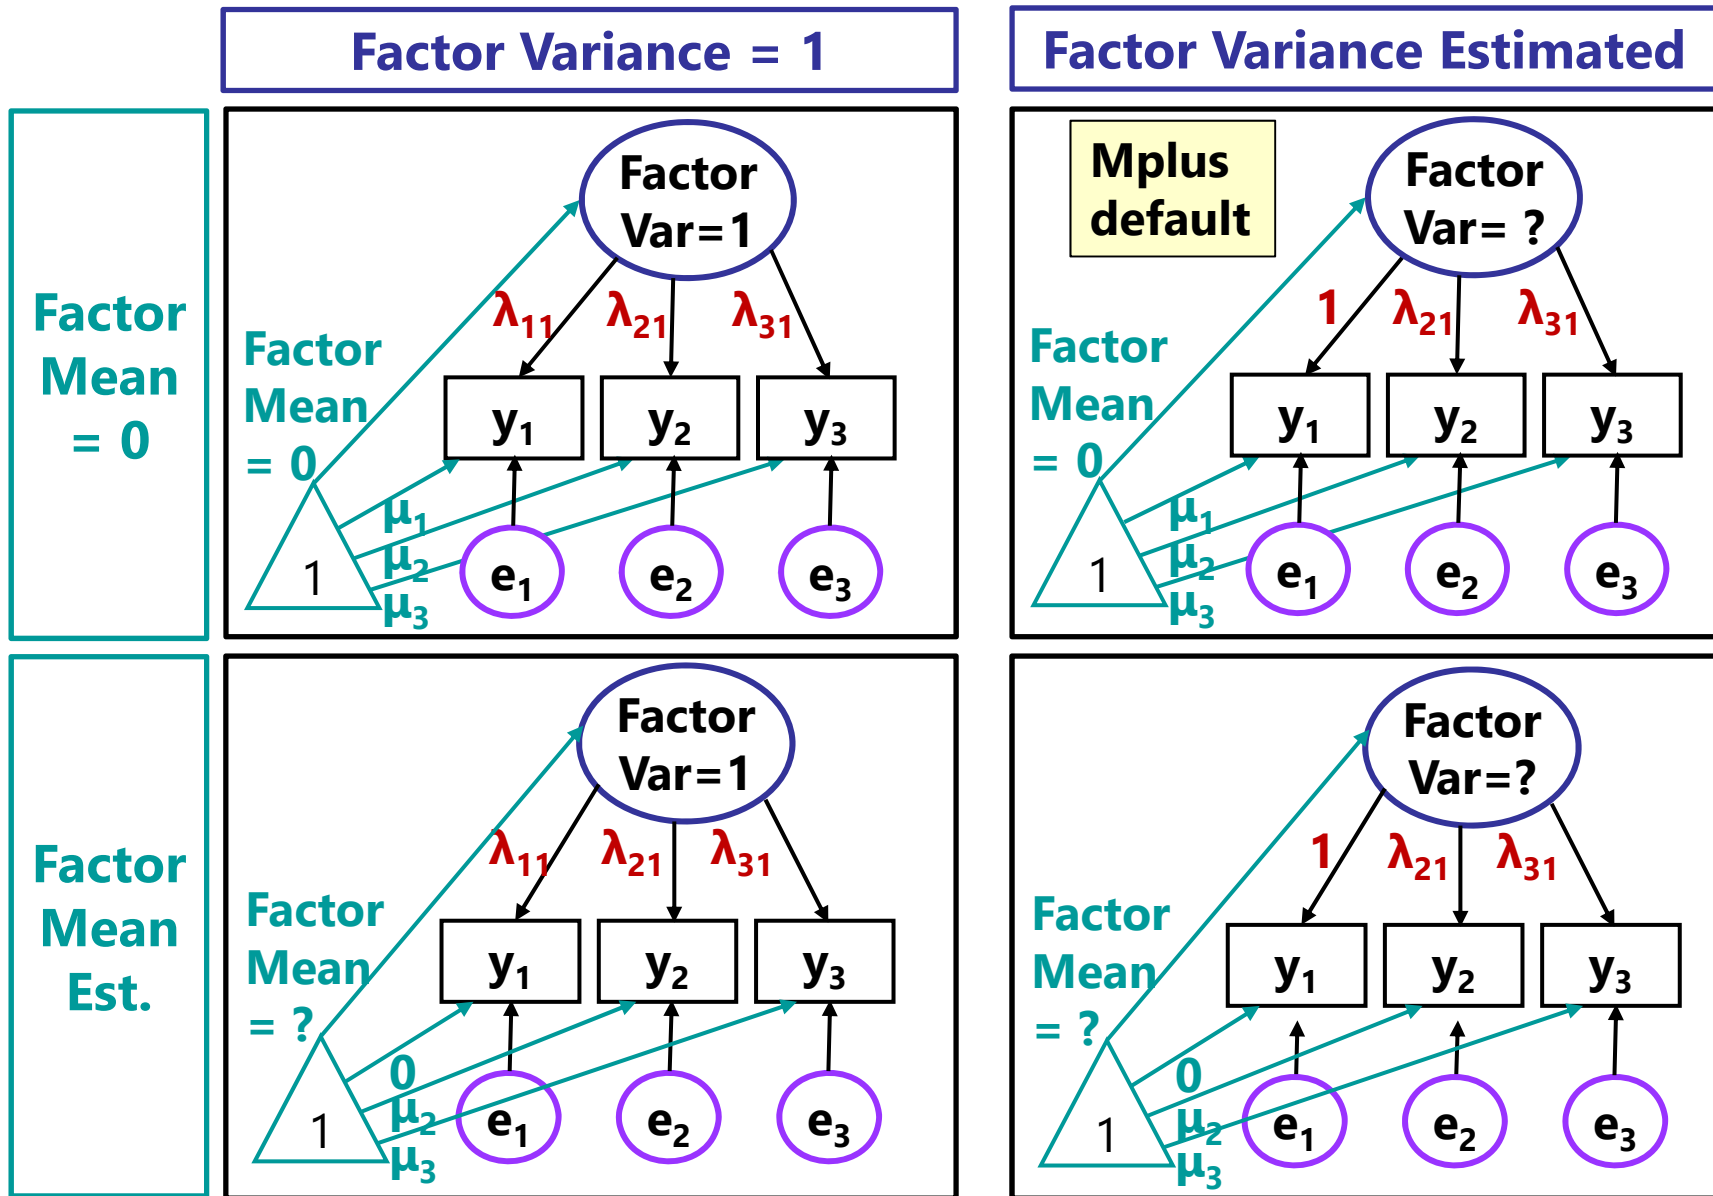 Factor Variance = 1
Factor Variance Estimated
Factor
Mean
= 0
Factor
Var=1
λ11 λ21 λ31
Factor
Mean
= 0
y1 y2 y3
μ1
μ2
μ3
1
e1 e2 e3
Mplus
default
Factor
Var= ?
1 λ21 λ31
Factor
Mean
= 0
y1 y2 y3
μ1
μ2
μ3
1
e1 e2 e3
Factor
Mean
Est.
Factor
Var=1
λ11 λ21 λ31
Factor
Mean
= ?
y1 y2 y3
0
μ2
μ3
1
e1 e2 e3
Factor
Var=?
1 λ21 λ31
Factor
Mean
= ?
y1 y2 y3
0
μ2
μ3
1
e1 e2 e3